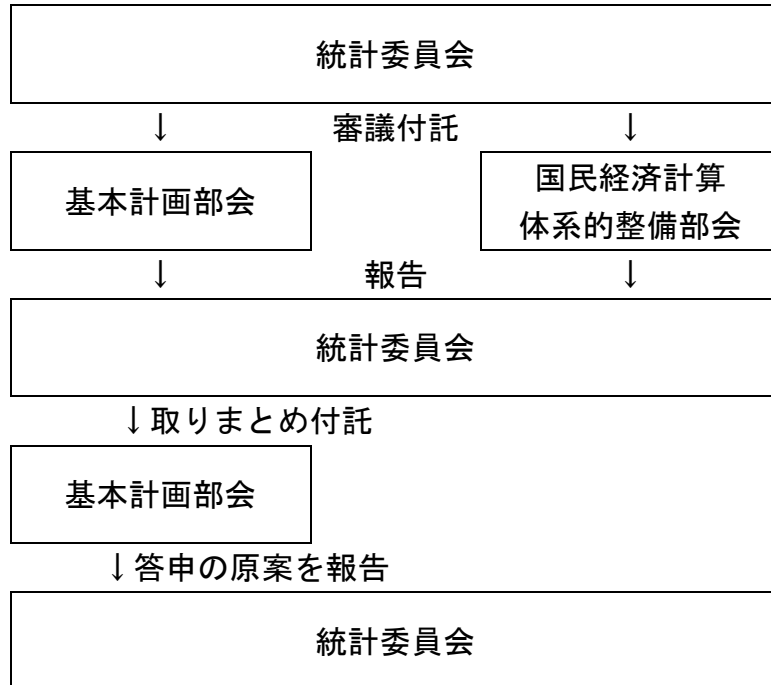 統計委員会
↓ 審議付託 ↓
基本計画部会
国民経済計算
体系的整備部会
↓ 報告 ↓
統計委員会
↓取りまとめ付託
基本計画部会
↓答申の原案を報告
統計委員会